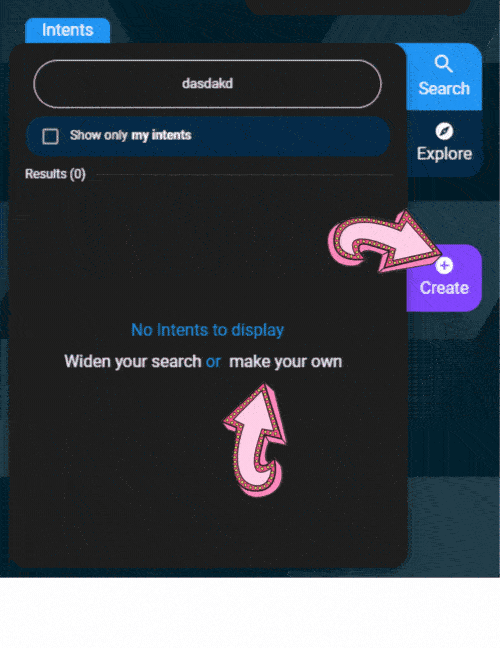 Intents
dasdakd
Search
Show only my intents
Explore
Results (0)
Create
No Intents to display
Widen your search or make your own